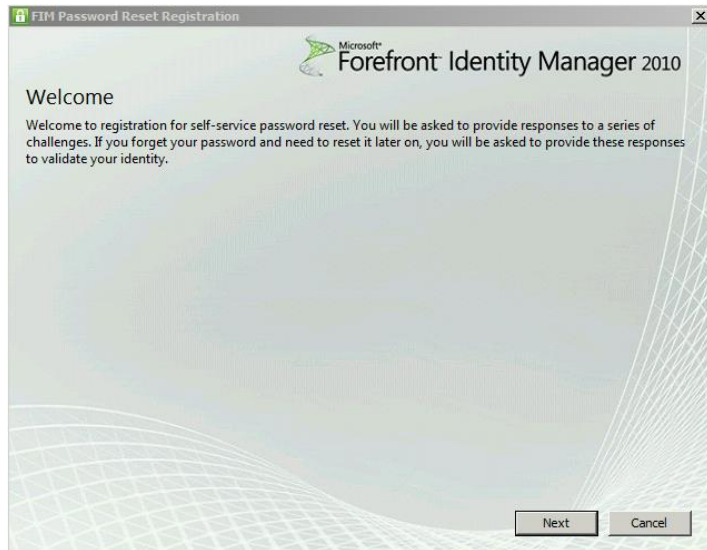 FIM Password Reset Registration
Microsoft®
Forefront™ Identity Manager 2010
Welcome
Welcome to registration for self-service password reset. You will be asked to provide responses to a series of
challenges. If you forget your password and need to reset it later on, you will be asked to provide these responses
to validate your identity.
Next
Cancel